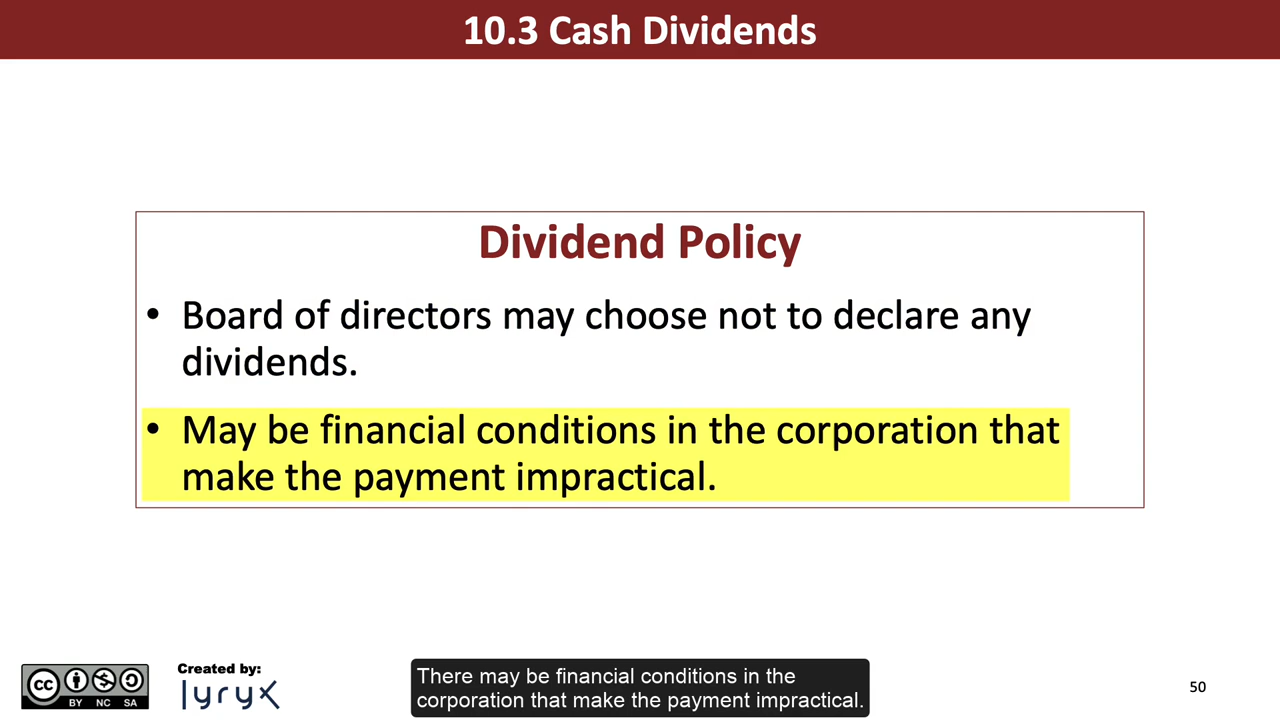 10.3 Cash Dividends
Dividend Policy
• Board of directors may choose not to declare any
dividends.
• May be financial conditions in the corporation that
make the payment impractical.
cc
BY NC SA
Created by:
lyryx
There may be financial conditions in the
corporation that make the payment impractical.
50